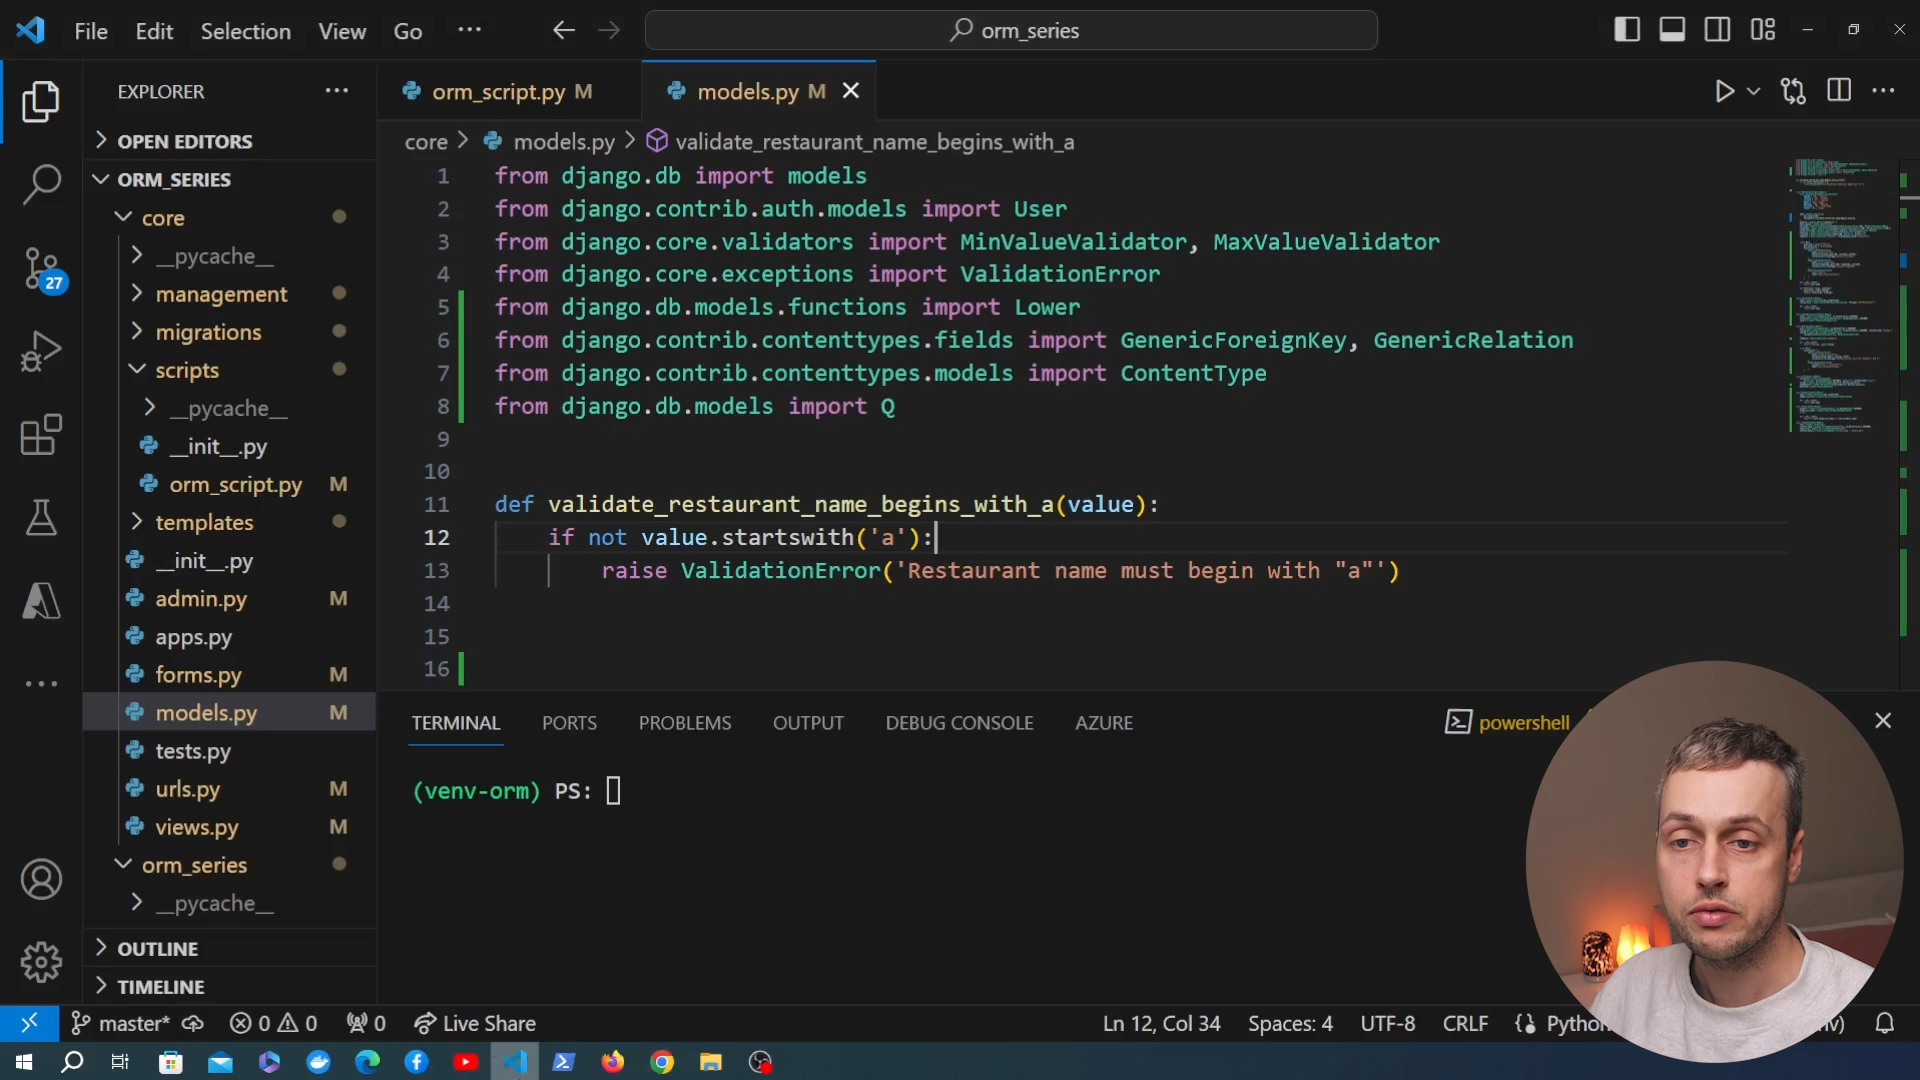 File Edit Selection View Go ··· orm_series
EXPLORER ···
OPEN EDITORS
ORM_SERIES
core
__pycache__
management
migrations
scripts
__pycache__
__init__.py
orm_script.py M
templates
__init__.py
admin.py M
apps.py
forms.py M
models.py M
tests.py
urls.py M
views.py M
orm_series
__pycache__
OUTLINE
TIMELINE
27
orm_script.py M models.py M
core > models.py > validate_restaurant_name_begins_with_a
1 from django.db import models
2 from django.contrib.auth.models import User
3 from django.core.validators import MinValueValidator, MaxValueValidator
4 from django.core.exceptions import ValidationError
5 from django.db.models.functions import Lower
6 from django.contrib.contenttypes.fields import GenericForeignKey, GenericRelation
7 from django.contrib.contenttypes.models import ContentType
8 from django.db.models import Q
9
10
11 def validate_restaurant_name_begins_with_a(value):
12 if not value.startswith('a'):
13 raise ValidationError('Restaurant name must begin with "a"')
14
15
16
TERMINAL PORTS PROBLEMS OUTPUT DEBUG CONSOLE AZURE powershell
(venv-orm) PS:
master* 0 0 0 Live Share Ln 12, Col 34 Spaces: 4 UTF-8 CRLF